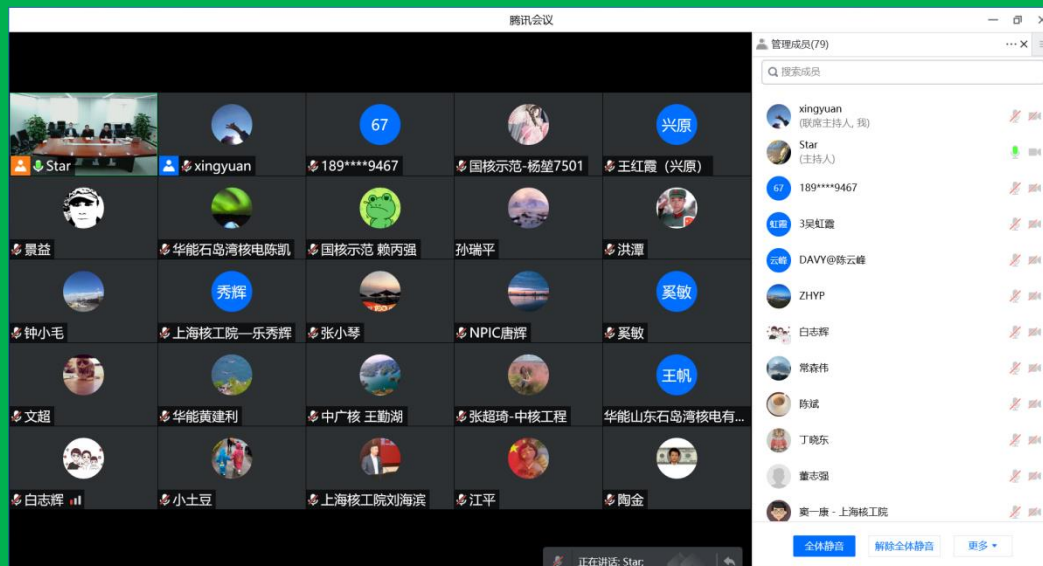 腾讯会议
Star
xingyuan
67
189****9467
国核示范-杨堃7501
兴原
王红霞（兴原）
景益
华能石岛湾核电陈凯
国核示范 赖丙强
孙瑞平
洪潭
钟小毛
秀辉
上海核工院—乐秀辉
张小琴
NPIC唐辉
奚敏
奚敏
文超
华能黄建利
中广核 王勤湖
张超琦-中核工程
王帆
华能山东石岛湾核电有...
白志辉
小土豆
上海核工院刘海滨
江平
陶金
正在讲话: Star;
管理成员(79)
搜索成员
xingyuan
(联席主持人, 我)
Star
(主持人)
67
189****9467
虹霞
3吴虹霞
云峰
DAVY@陈云峰
ZHYP
白志辉
常森伟
陈斌
丁晓东
董志强
窦一康 - 上海核工院
全体静音
解除全体静音
更多